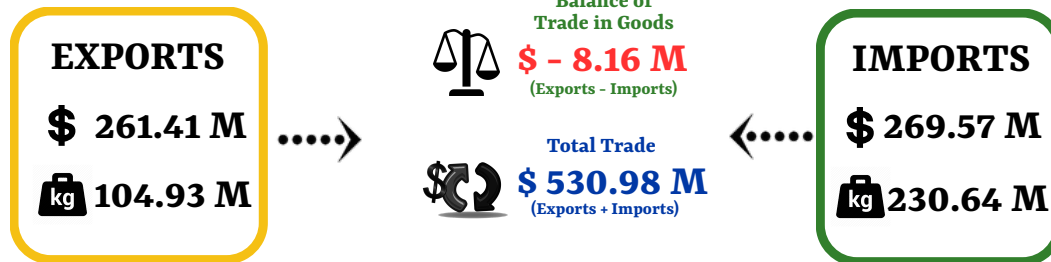 EXPORTS
$ 261.41 M
kg 104.93 M
Balance of
Trade in Goods
$ - 8.16 M
(Exports - Imports)
Total Trade
$ $ 530.98 M
(Exports + Imports)
IMPORTS
$ 269.57 M
kg 230.64 M